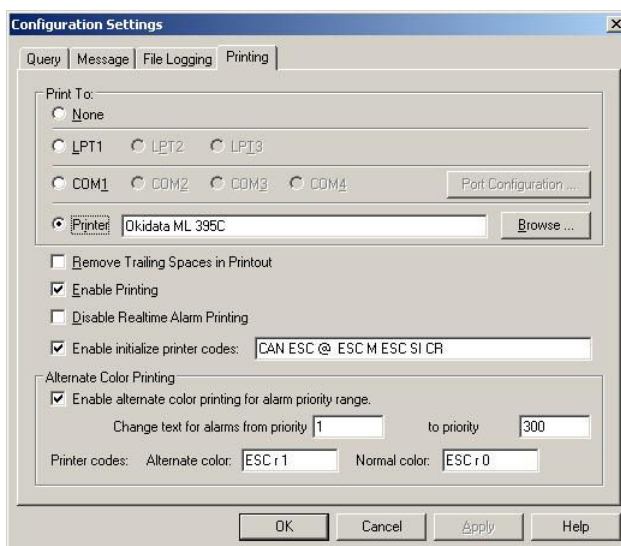 Configuration Settings
Query Message File Logging Printing
Print To:
None
LPT1 LPT2 LPT3
COM1 COM2 COM3 COM4 Port Configuration ...
Printer Okidata ML 395C Browse ...
Remove Trailing Spaces in Printout
Enable Printing
Disable Realtime Alarm Printing
Enable initialize printer codes: CAN ESC @ ESC M ESC SI CR
Alternate Color Printing
Enable alternate color printing for alarm priority range.
Change text for alarms from priority 1 to priority 300
Printer codes: Alternate color: ESC r 1 Normal color: ESC r 0
OK Cancel Apply Help